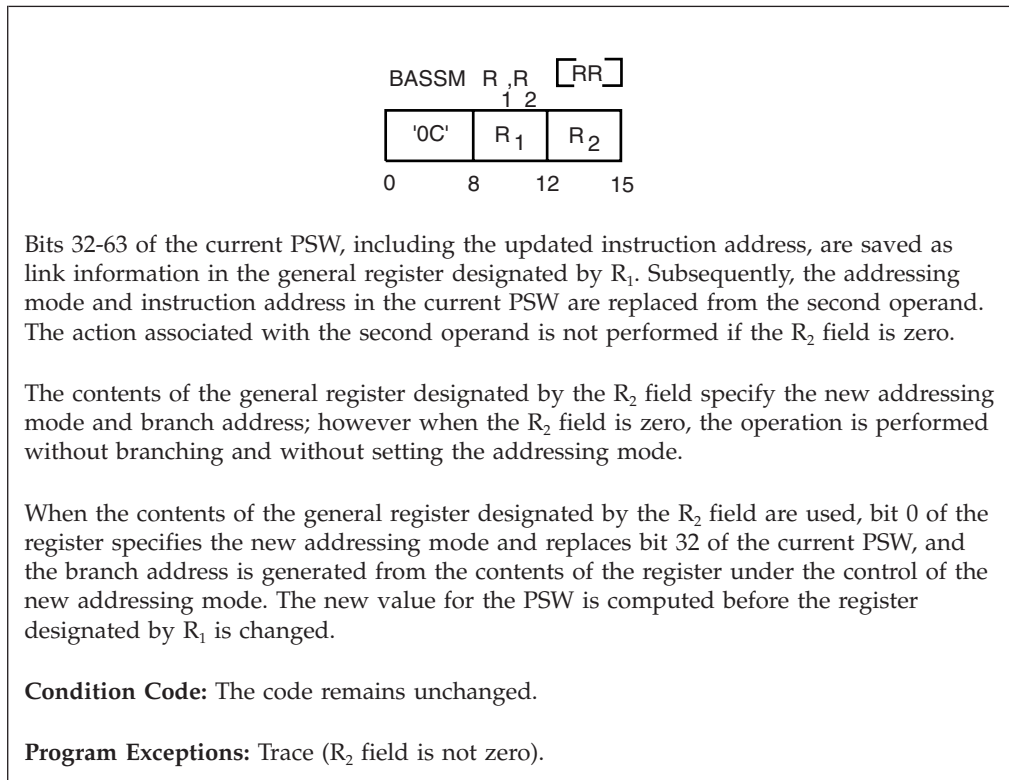 BASSM R₁,R₂ [RR]
'0C' R₁ R₂
0 8 12 15
Bits 32-63 of the current PSW, including the updated instruction address, are saved as
link information in the general register designated by R₁. Subsequently, the addressing
mode and instruction address in the current PSW are replaced from the second operand.
The action associated with the second operand is not performed if the R₂ field is zero.
The contents of the general register designated by the R₂ field specify the new addressing
mode and branch address; however when the R₂ field is zero, the operation is performed
without branching and without setting the addressing mode.
When the contents of the general register designated by the R₂ field are used, bit 0 of the
register specifies the new addressing mode and replaces bit 32 of the current PSW, and
the branch address is generated from the contents of the register under the control of the
new addressing mode. The new value for the PSW is computed before the register
designated by R₁ is changed.
Condition Code: The code remains unchanged.
Program Exceptions: Trace (R₂ field is not zero).